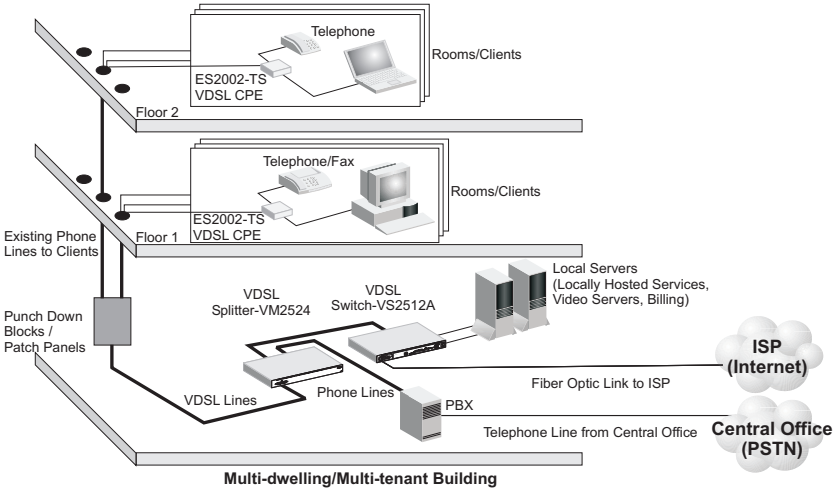 Telephone
Rooms/Clients
ES2002-TS
VDSL CPE
Floor 2
Telephone/Fax
Rooms/Clients
ES2002-TS
VDSL CPE
Existing Phone
Lines to Clients
Floor 1
Local Servers
(Locally Hosted Services,
Video Servers, Billing)
VDSL
Splitter-VM2524
VDSL
Switch-VS2512A
Punch Down
Blocks /
Patch Panels
ISP
(Internet)
Fiber Optic Link to ISP
VDSL Lines
Phone Lines
PBX
Telephone Line from Central Office
Central Office
(PSTN)
Multi-dwelling/Multi-tenant Building